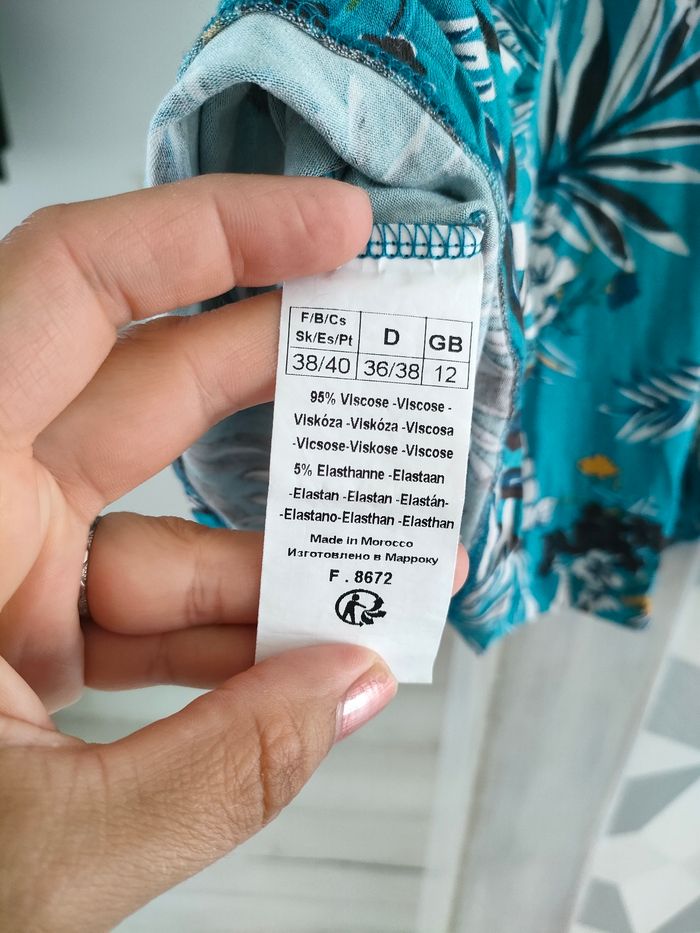 F/B/Cs
Sk/Es/Pt D GB
38/40 36/38 12
95% Viscose -Viscose -
Viskóza -Viskóza -Viscosa
-Vicsose-Viskose -Viscose
5% Elasthanne -Elastaan
-Elastan -Elastan -Elastán-
-Elastano-Elasthan -Elasthan
Made in Morocco
Изготовлено в Марроку
F . 8672